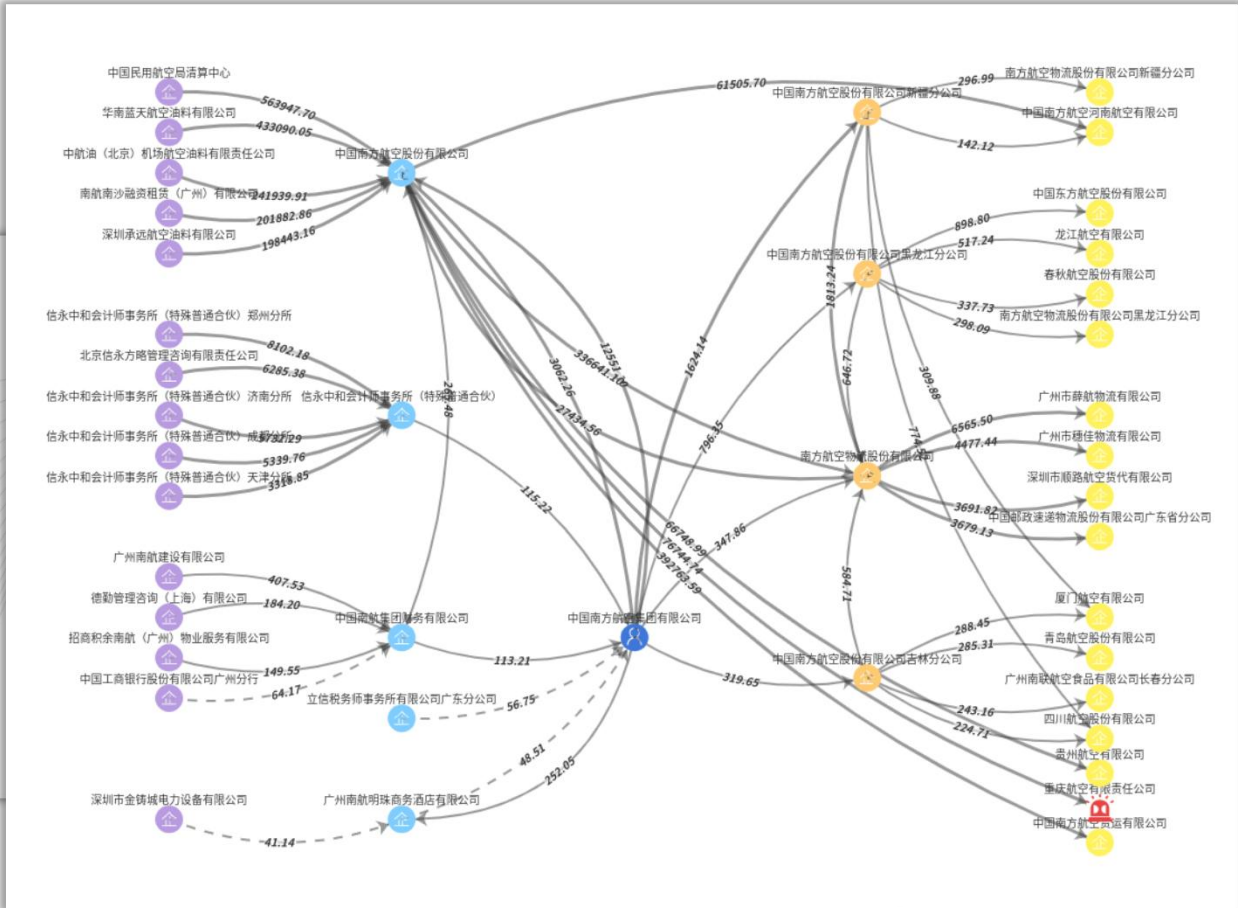 中国民用航空局清算中心
563947.70
华南蓝天航空油料有限公司
433090.05
中航油（北京）机场航空油料有限责任公司
241939.91
南航南沙融资租赁（广州）有限公司
201882.86
深圳承远航空油料有限公司
198443.16
中国南方航空股份有限公司
61505.70
中国南方航空股份有限公司新疆分公司
296.99
南方航空物流股份有限公司新疆分公司
中国南方航空河南航空有限公司
142.12
中国东方航空股份有限公司
898.80
龙江航空有限公司
517.24
中国南方航空股份有限公司黑龙江分公司
春秋航空股份有限公司
337.73
南方航空物流股份有限公司黑龙江分公司
298.09
1813.24
信永中和会计师事务所（特殊普通合伙）郑州分所
8102.18
北京信永方略管理咨询有限责任公司
6285.38
信永中和会计师事务所（特殊普通合伙）济南分所
信永中和会计师事务所（特殊普通合伙）
5732.29
信永中和会计师事务所（特殊普通合伙）成都分所
5339.76
信永中和会计师事务所（特殊普通合伙）天津分所
3318.85
3062.26
336641.10
27434.56
1624.14
796.35
646.72
309.88
广州市薛航物流有限公司
6565.50
广州市穗佳物流有限公司
4477.44
南方航空物流股份有限公司
深圳市顺路航空货代有限公司
3691.82
中国邮政速递物流股份有限公司广东省分公司
3679.13
115.22
66748.99
76744.74
392763.59
347.86
584.71
广州南航建设有限公司
407.53
德勤管理咨询（上海）有限公司
184.20
中国南航集团财务有限公司
招商积余南航（广州）物业服务有限公司
149.55
中国工商银行股份有限公司广州分行
64.17
113.21
中国南方航空集团有限公司
319.65
立信税务师事务所有限公司广东分公司
56.75
48.51
252.05
中国南方航空股份有限公司吉林分公司
厦门航空有限公司
288.45
青岛航空股份有限公司
285.31
广州南联航空食品有限公司长春分公司
243.16
四川航空股份有限公司
224.71
贵州航空有限公司
重庆航空有限责任公司
中国南方航空货运有限公司
深圳市金铸城电力设备有限公司
41.14
广州南航明珠商务酒店有限公司